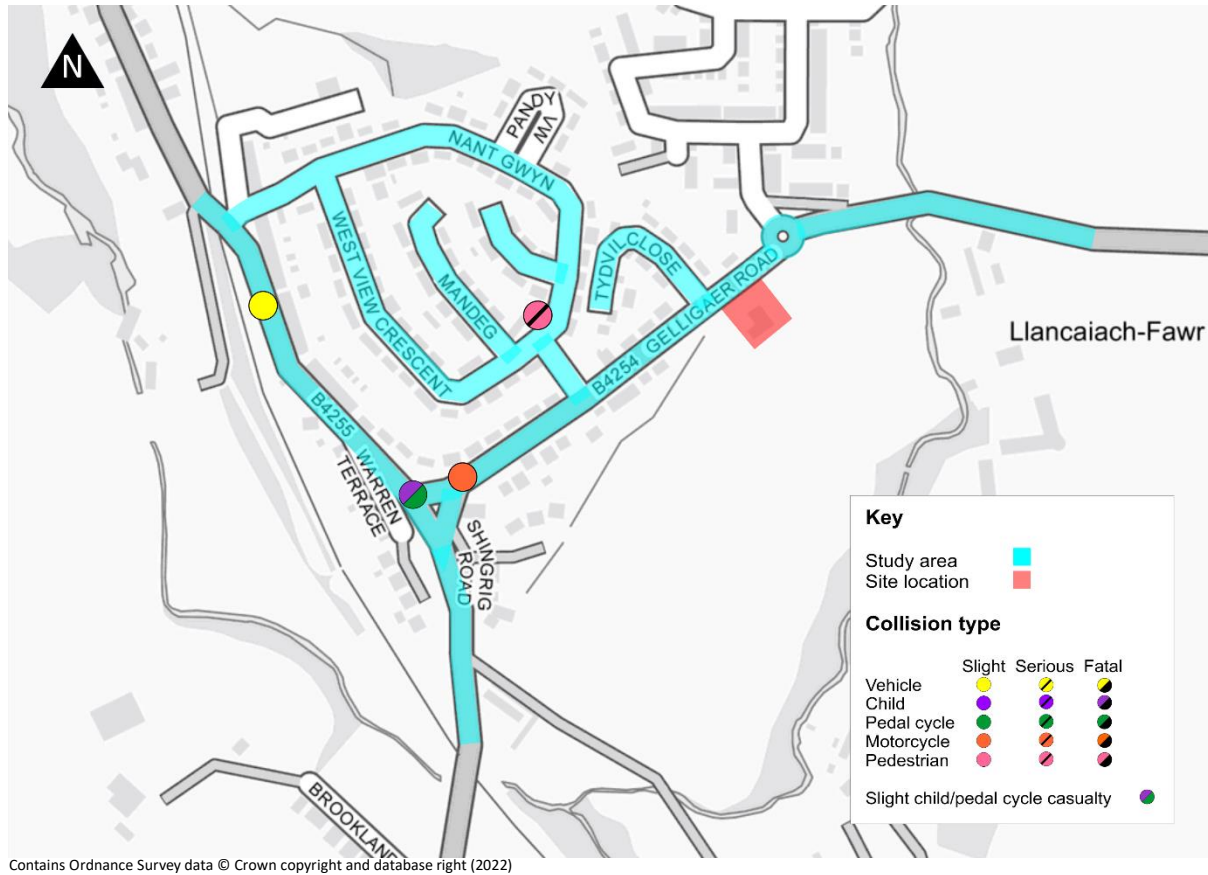 N
PANDY
VW
NANT GWYN
WEST VIEW CRESCENT
MANDEG
TYDVIL CLOSE
B4254 GELLIGAER ROAD
Llancaiach-Fawr
B4255
WARREN
TERRACE
SHINGRIG
ROAD
BROOKLAN
Key
Study area
Site location
Collision type
Slight Serious Fatal
Vehicle
Child
Pedal cycle
Motorcycle
Pedestrian
Slight child/pedal cycle casualty
Contains Ordnance Survey data © Crown copyright and database right (2022)